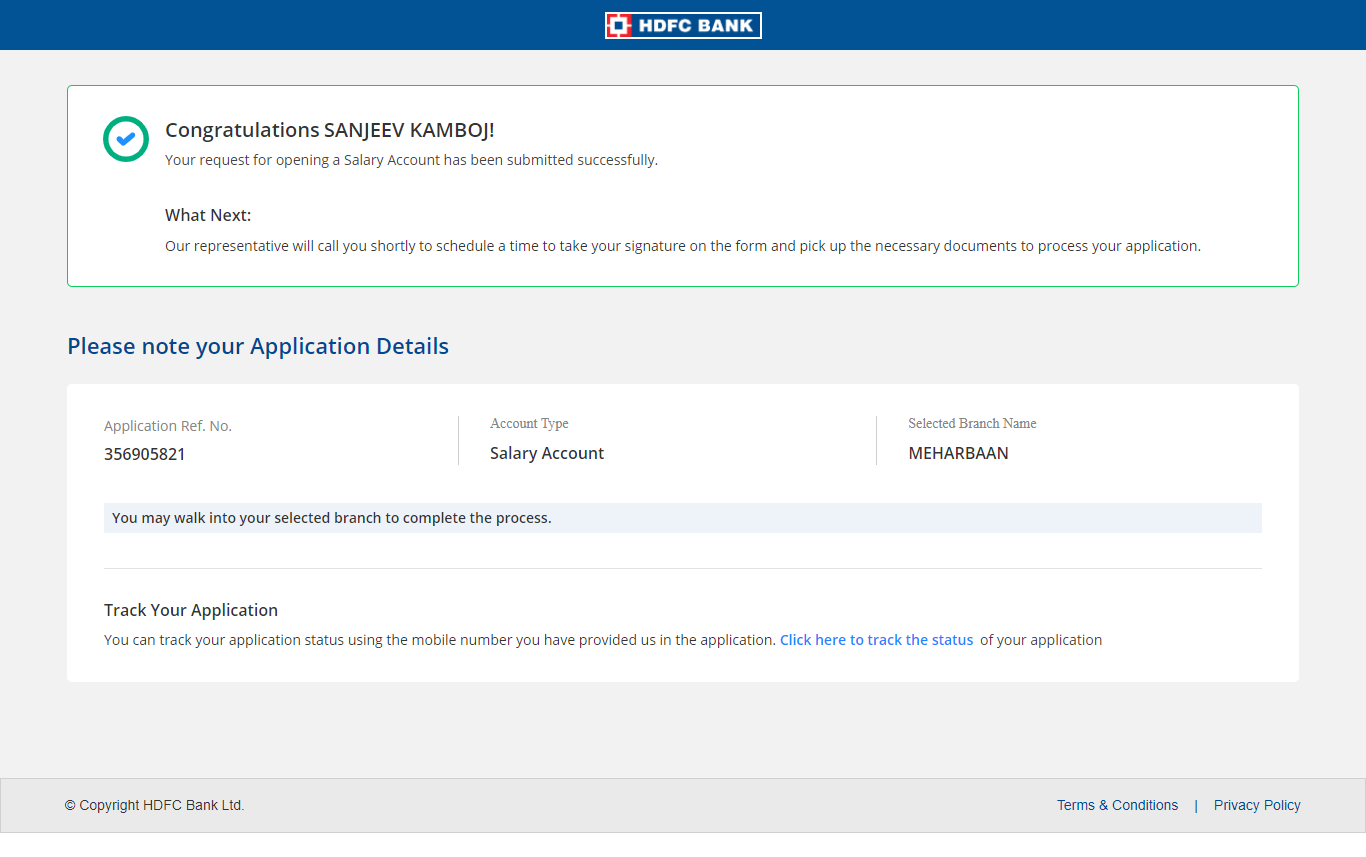 HDFC BANK
Congratulations SANJEEV KAMBOJ!
Your request for opening a Salary Account has been submitted successfully.
What Next:
Our representative will call you shortly to schedule a time to take your signature on the form and pick up the necessary documents to process your application.
Please note your Application Details
Application Ref. No.
356905821
Account Type
Salary Account
Selected Branch Name
MEHARBAAN
You may walk into your selected branch to complete the process.
Track Your Application
You can track your application status using the mobile number you have provided us in the application. Click here to track the status of your application
© Copyright HDFC Bank Ltd.
Terms & Conditions | Privacy Policy